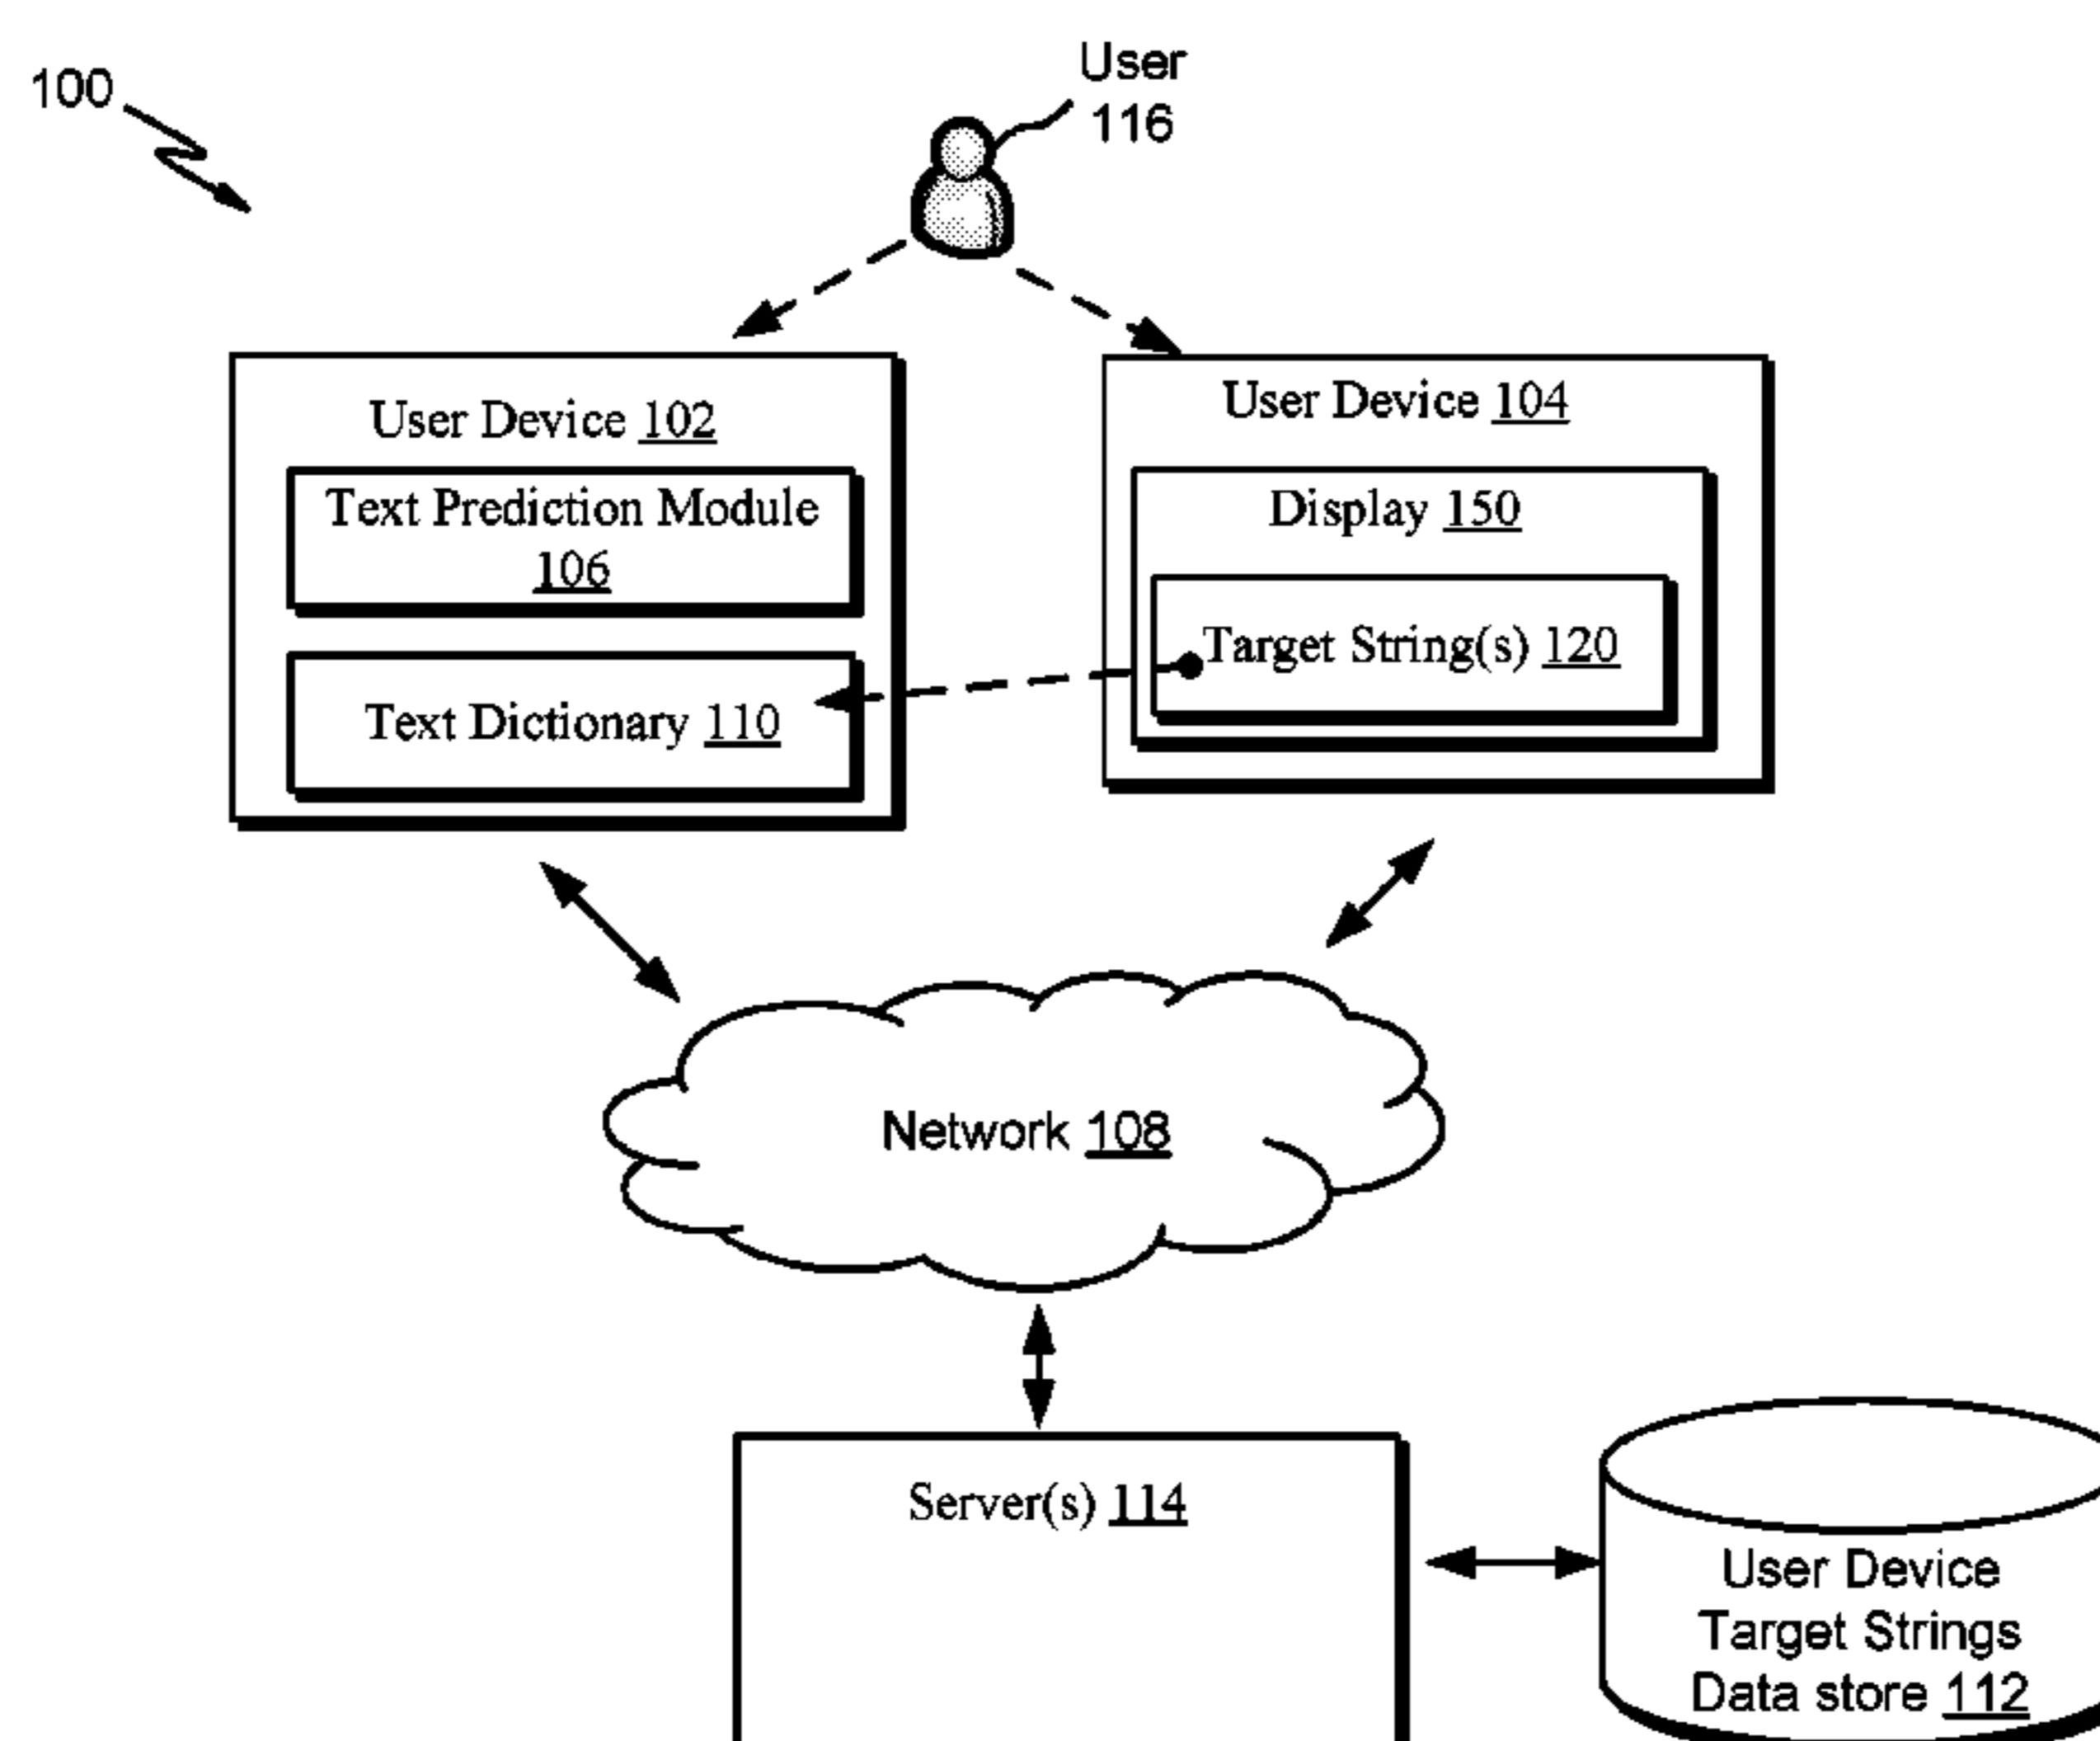 100
User
116
User Device 102
Text Prediction Module
106
Text Dictionary 110
User Device 104
Display 150
Target String(s) 120
Network 108
Server(s) 114
User Device
Target Strings
Data store 112